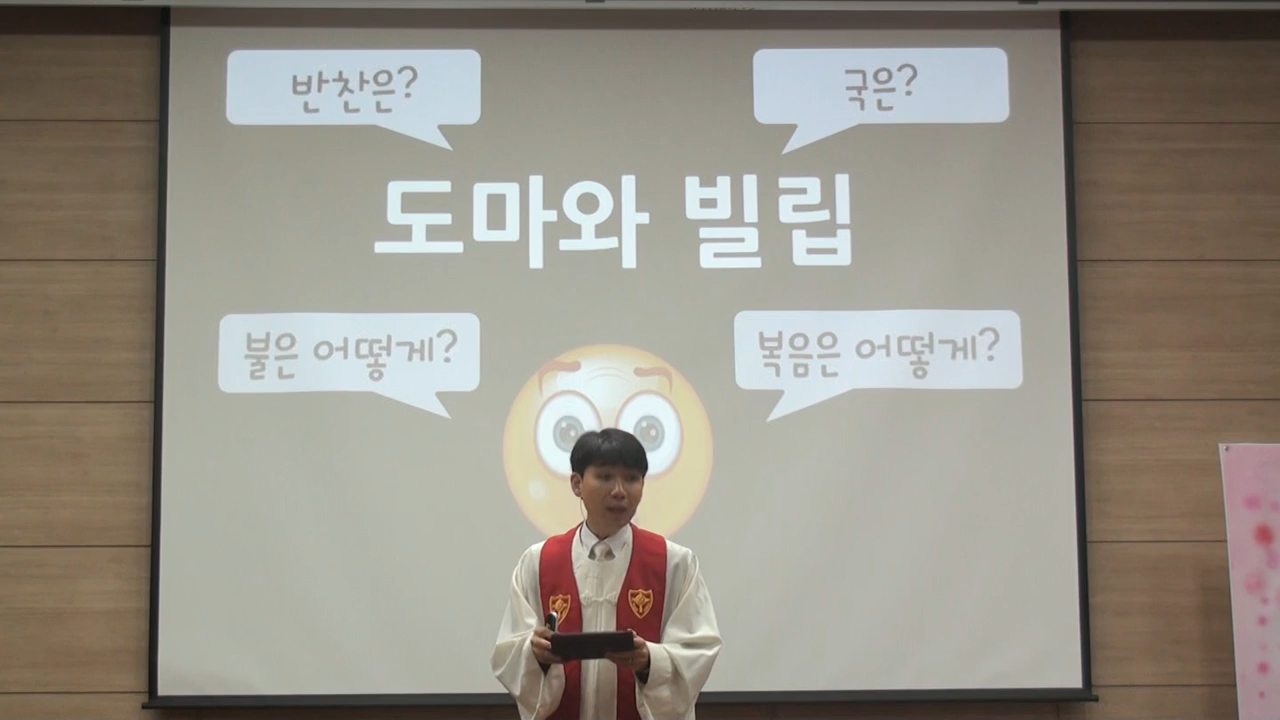 반찬은?
국은?
도마와 빌립
불은 어떻게?
복음은 어떻게?